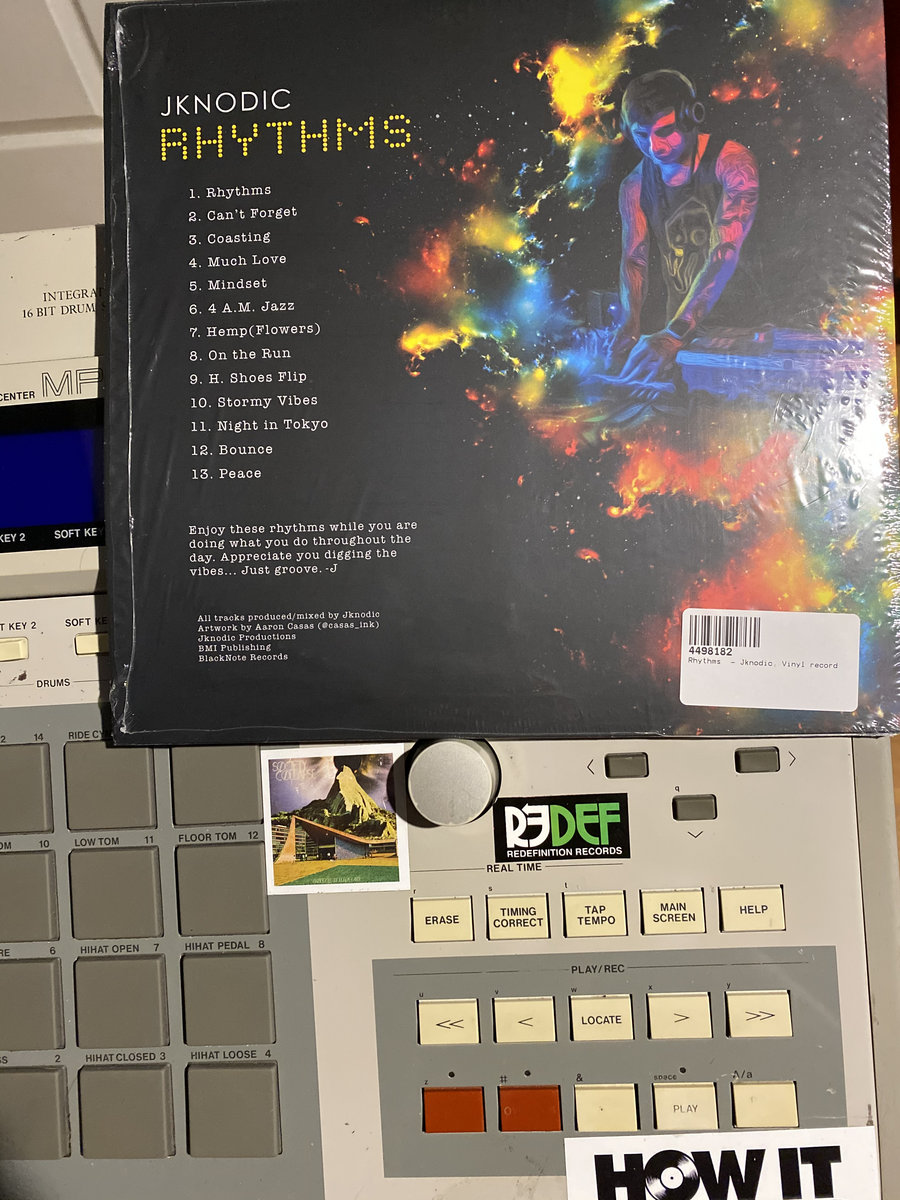 JKNODIC
RHYTHMS
1. Rhythms
2. Can't Forget
3. Coasting
4. Much Love
5. Mindset
6. 4 A.M. Jazz
7. Hemp(Flowers)
8. On the Run
9. H. Shoes Flip
10. Stormy Vibes
11. Night in Tokyo
12. Bounce
13. Peace
Enjoy these rhythms while you are
doing what you do throughout the
day. Appreciate you digging the
vibes... Just groove. -J
All tracks produced/mixed by Jknodic
Artwork by Aaron Casas (@casas_ink)
Jknodic Productions
BMI Publishing
BlackNote Records
4498182
Rhythms - Jknodic. Vinyl record
16 BIT DRUM
CENTER
KEY 2 SOFT KE
T KEY 2 SOFT KE
DRUMS
14 RIDE CY
10 LOW TOM 11 FLOOR TOM 12
6 HIHAT OPEN 7 HIHAT PEDAL 8
2 HIHAT CLOSED 3 HIHAT LOOSE 4
SOCIETY
COLLAPSE
REDEF
REDEFINITION RECORDS
< >
q
REAL TIME
r s t
ERASE TIMING CORRECT TAP TEMPO MAIN SCREEN HELP
PLAY/REC
u v w x y
<< < LOCATE > >>
z # & space A/a
PLAY
HOW IT